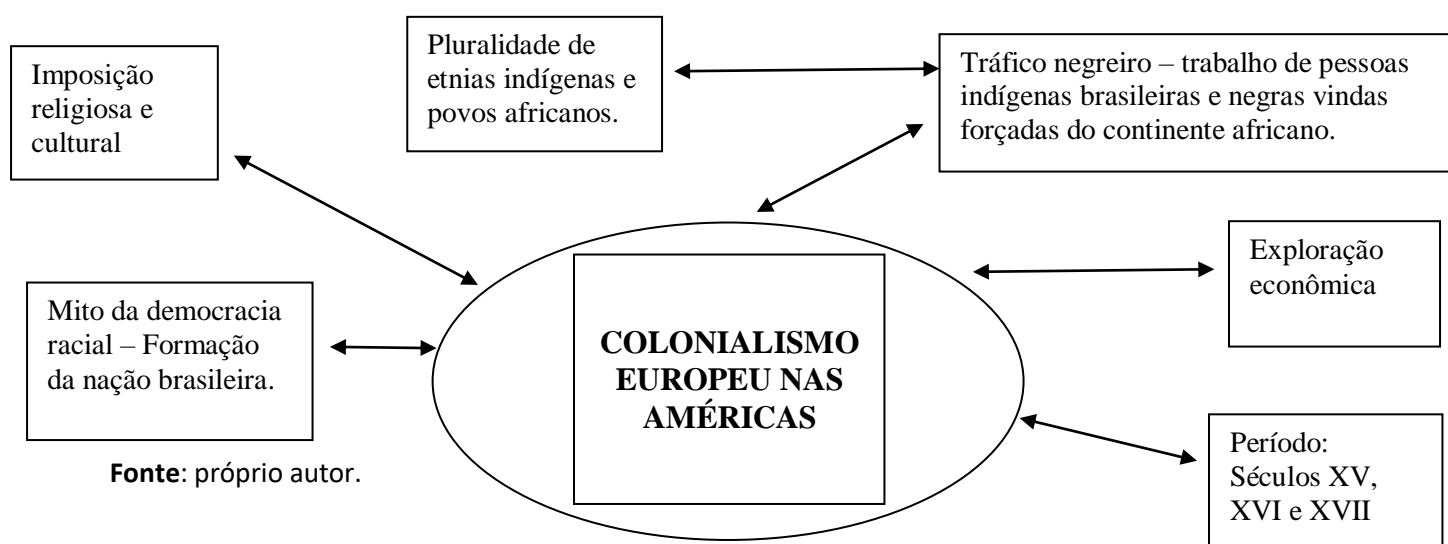 Imposição
religiosa e
cultural
Pluralidade de
etnias indígenas e
povos africanos.
Tráfico negreiro – trabalho de pessoas
indígenas brasileiras e negras vindas
forçadas do continente africano.
Mito da democracia
racial – Formação
da nação brasileira.
COLONIALISMO
EUROPEU NAS
AMÉRICAS
Exploração
econômica
Período:
Séculos XV,
XVI e XVII
Fonte: próprio autor.